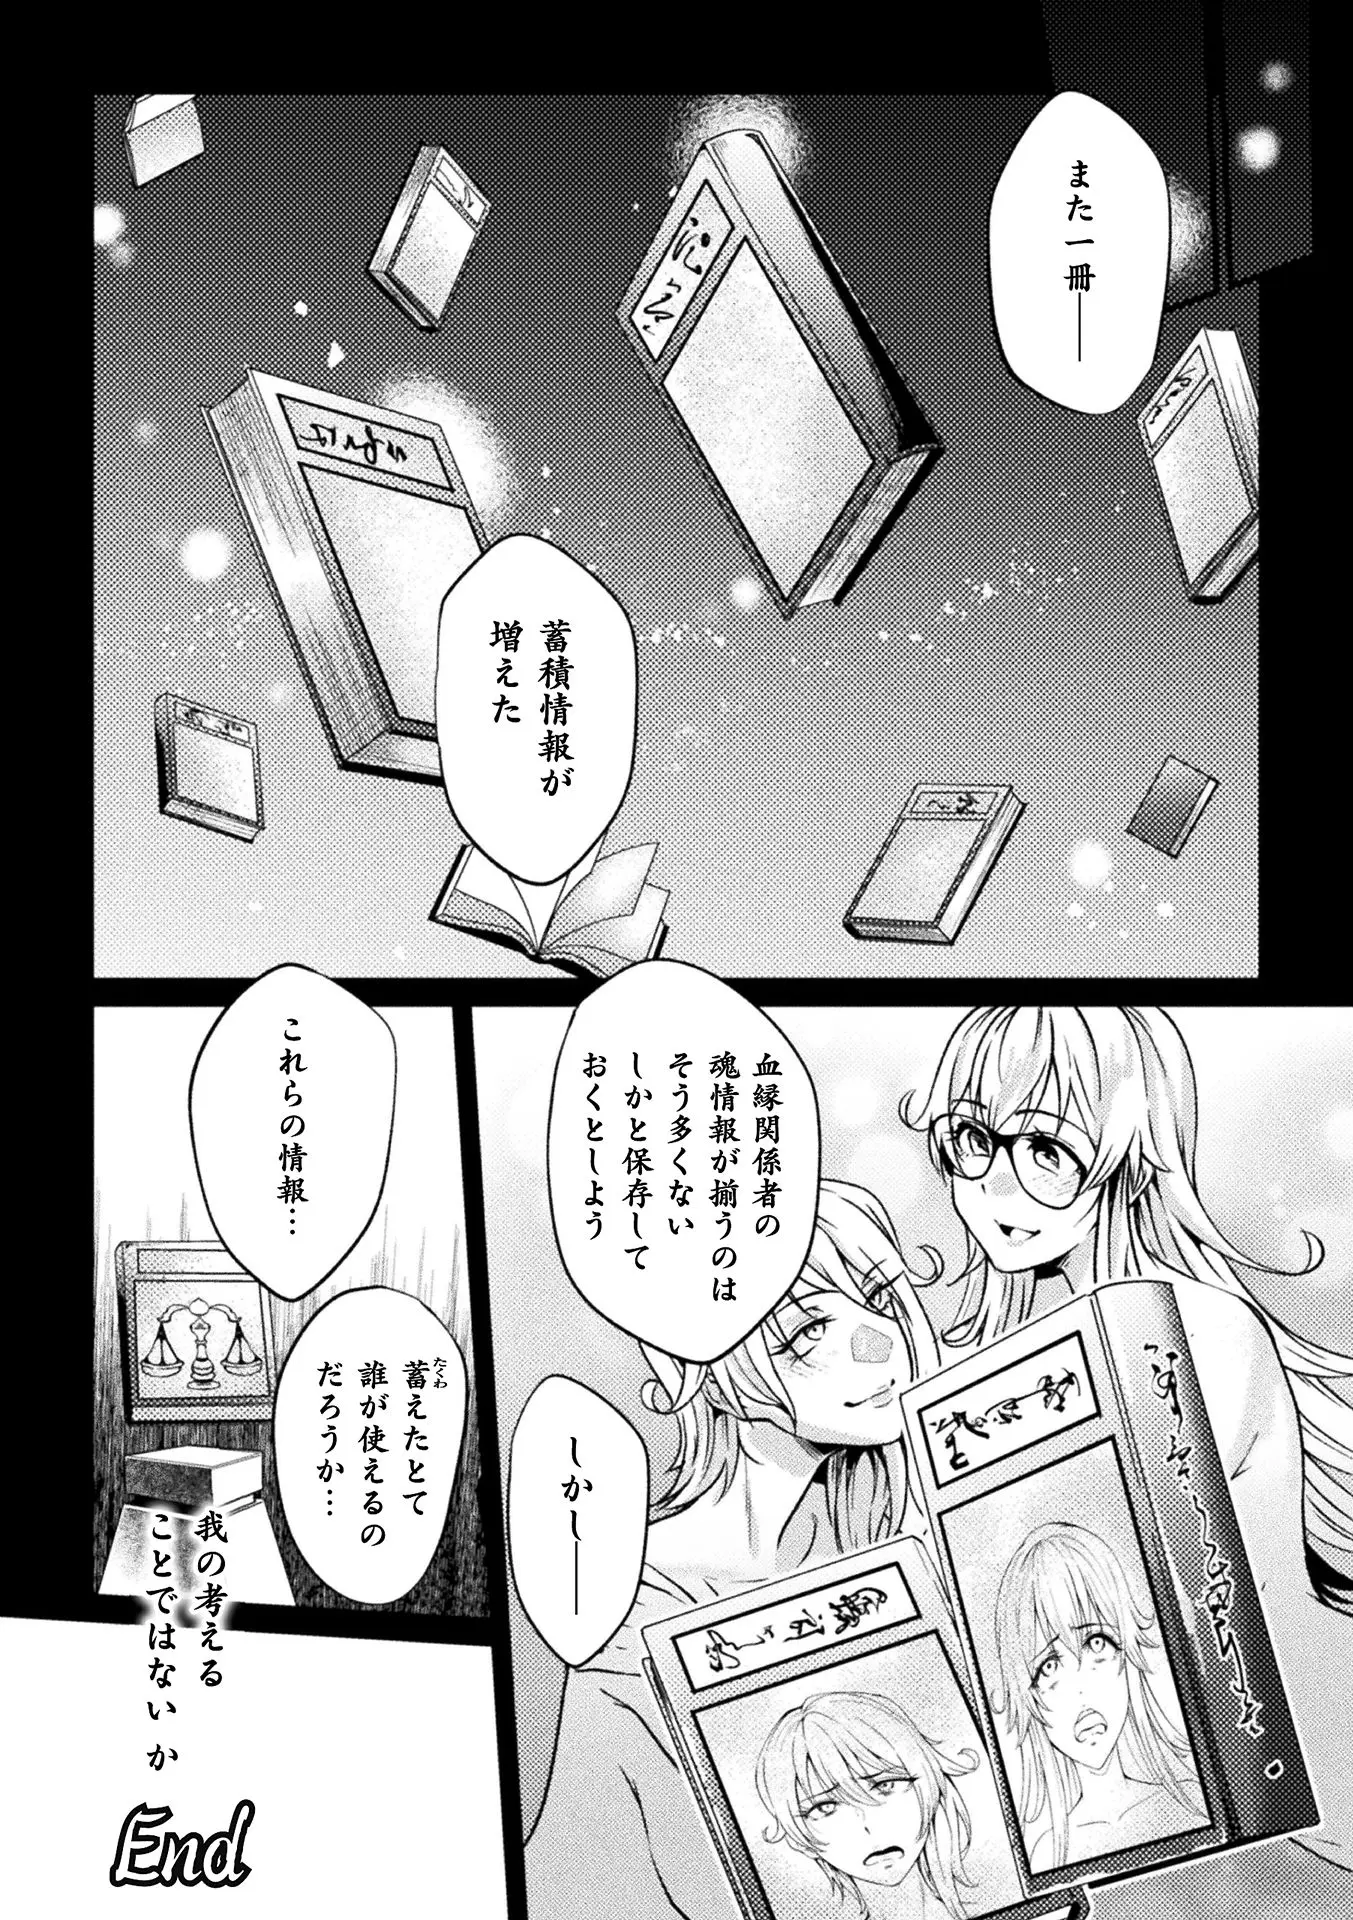 また一冊──
蓄積情報が
増えた
血縁関係者の
魂情報が揃うのは
そう多くない
しかと保存して
おくとしよう
しかし──
これらの情報…
蓄えたとて
たくわ
誰が使えるの
だろうか…
我の考える
ことではないか
End